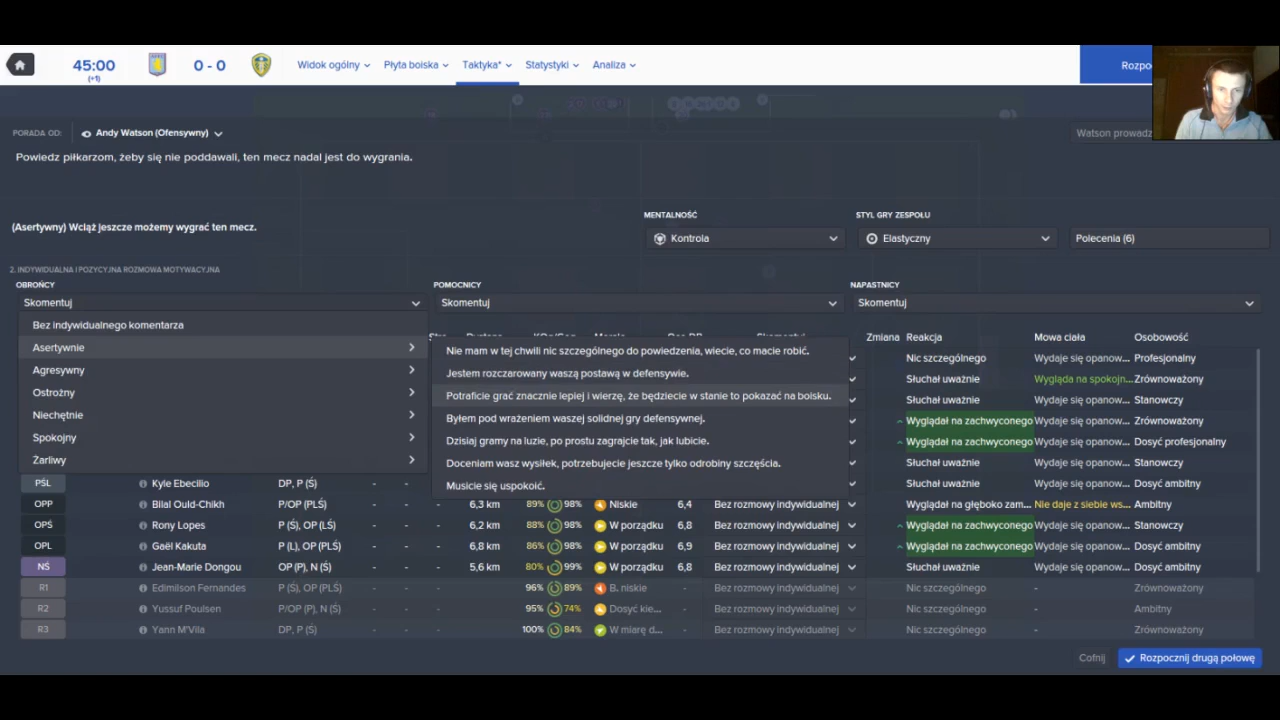 45:00
(+1)
0 - 0
Widok ogólny
Płyta boiska
Taktyka*
Statystyki
Analiza
Rozpo
PORADA OD:
Andy Watson (Ofensywny)
Watson prowadz
Powiedz piłkarzom, żeby się nie poddawali, ten mecz nadal jest do wygrania.
(Asertywny) Wciąż jeszcze możemy wygrać ten mecz.
MENTALNOŚĆ
STYL GRY ZESPOŁU
Kontrola
Elastyczny
Polecenia (6)
2. INDYWIDUALNA I POZYCYJNA ROZMOWA MOTYWACYJNA
OBROŃCY
POMOCNICY
NAPASTNICY
Skomentuj
Skomentuj
Skomentuj
Bez indywidualnego komentarza
Asertywnie
Agresywny
Ostrożny
Niechętnie
Spokojny
Żarliwy
Nie mam w tej chwili nic szczególnego do powiedzenia, wiecie, co macie robić.
Jestem rozczarowany waszą postawą w defensywie.
Potraficie grać znacznie lepiej i wierzę, że będziecie w stanie to pokazać na boisku.
Byłem pod wrażeniem waszej solidnej gry defensywnej.
Dzisiaj gramy na luzie, po prostu zagrajcie tak, jak lubicie.
Doceniam wasz wysiłek, potrzebujecie jeszcze tylko odrobiny szczęścia.
Musicie się uspokoić.
Zmiana Reakcja Mowa ciała Osobowość
Nic szczególnego Wydaje się opanow... Profesjonalny
Słuchał uważnie Wygląda na spokojn... Zrównoważony
Słuchał uważnie Wydaje się opanow... Stanowczy
Wyglądał na zachwyconego Wydaje się opanow... Zrównoważony
Wyglądał na zachwyconego Wydaje się opanow... Dosyć profesjonalny
Słuchał uważnie Wydaje się opanow... Stanowczy
PŚL Kyle Ebecilio DP, P (Ś) - - Słuchał uważnie Wydaje się opanow... Dosyć ambitny
OPP Bilal Ould-Chikh P/OP (PLŚ) - - - 6,3 km 89% 98% Niskie 6,4 Bez rozmowy indywidualnej Wyglądał na głęboko zam... Nie daje z siebie ws... Ambitny
OPŚ Rony Lopes P (Ś), OP (LŚ) - - - 6,2 km 88% 98% W porządku 6,8 Bez rozmowy indywidualnej Wyglądał na zachwyconego Wydaje się opanow... Stanowczy
OPL Gaël Kakuta P (L), OP (PLŚ) - - - 6,8 km 86% 98% W porządku 6,9 Bez rozmowy indywidualnej Wyglądał na zachwyconego Wydaje się opanow... Dosyć ambitny
NŚ Jean-Marie Dongou OP (P), N (Ś) - - - 5,6 km 80% 99% W porządku 6,8 Bez rozmowy indywidualnej Słuchał uważnie Wydaje się opanow... Dosyć ambitny
R1 Edimilson Fernandes P (Ś), OP (PLŚ) - - - 96% 89% B. niskie - Bez rozmowy indywidualnej Nic szczególnego - Zrównoważony
R2 Yussuf Poulsen P/OP (P), N (Ś) - - - 95% 74% Dosyć kie... - Bez rozmowy indywidualnej Nic szczególnego - Ambitny
R3 Yann M'Vila DP, P (Ś) - - - 100% 84% W miarę d... - Bez rozmowy indywidualnej Nic szczególnego - Zrównoważony
Cofnij
Rozpocznij drugą połowę